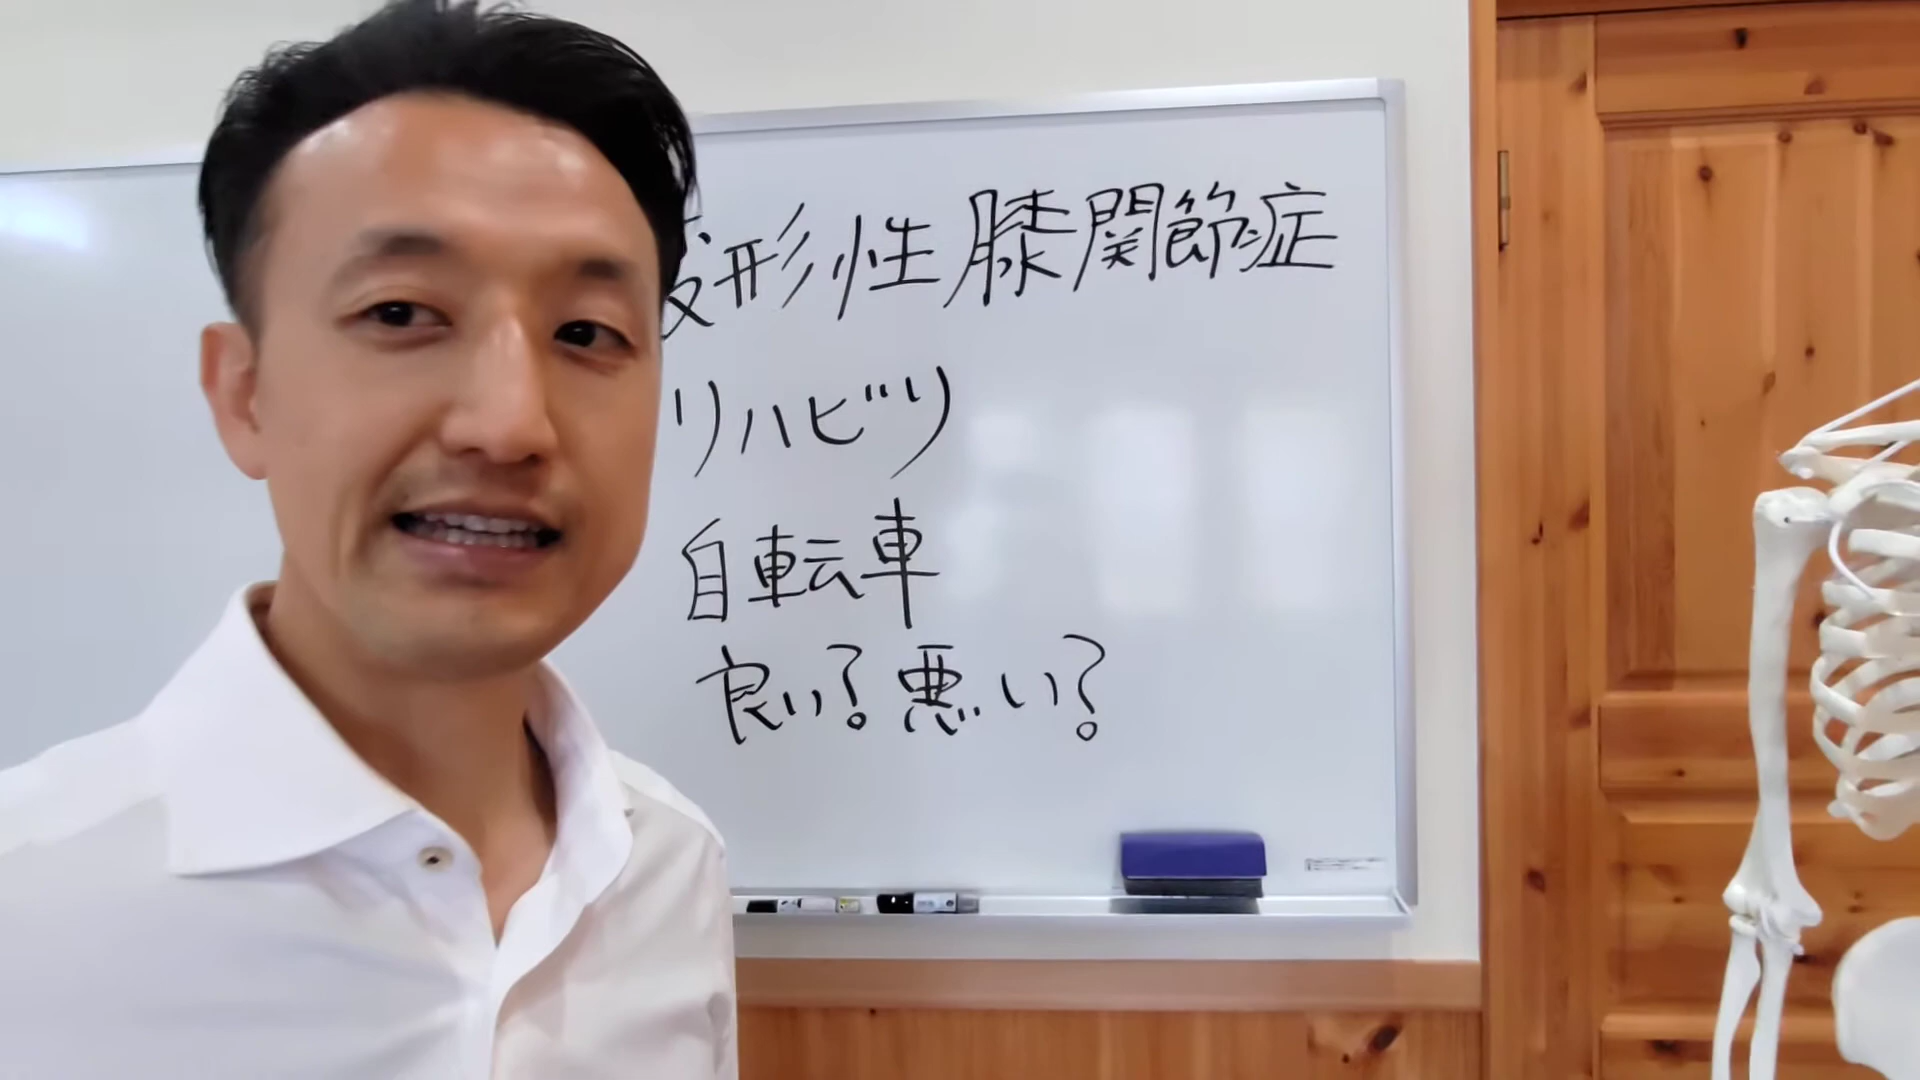 変形性膝関節症
リハビリ
自転車
良い？悪い？